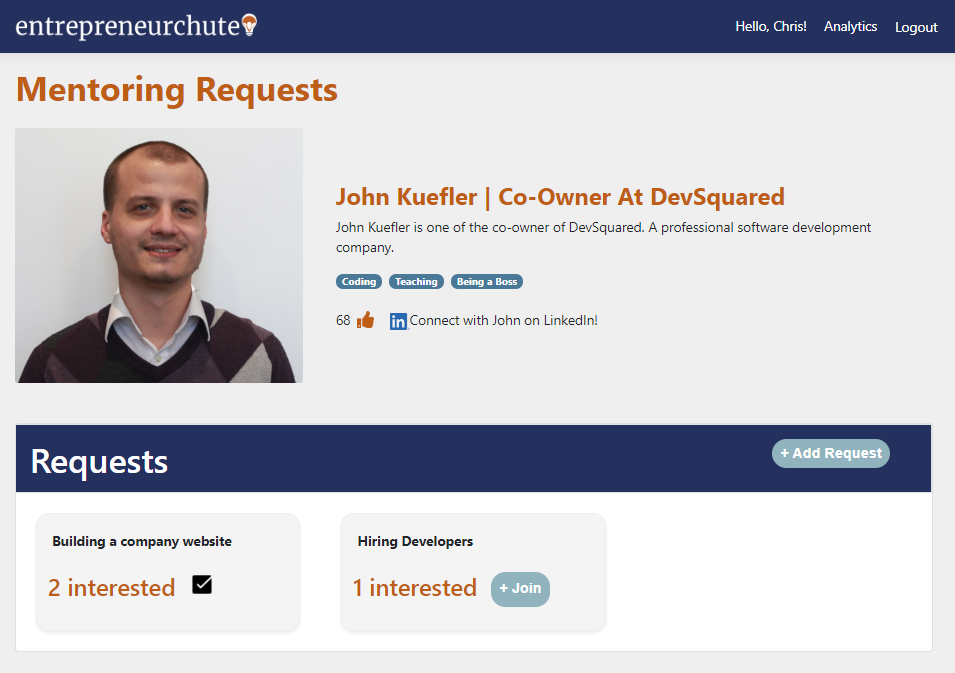 entrepreneurchute
Hello, Chris! Analytics Logout
Mentoring Requests
John Kuefler | Co-Owner At DevSquared
John Kuefler is one of the co-owner of DevSquared. A professional software development
company.
Coding Teaching Being a Boss
68 in Connect with John on LinkedIn!
Requests
+ Add Request
Building a company website
2 interested
Hiring Developers
1 interested + Join